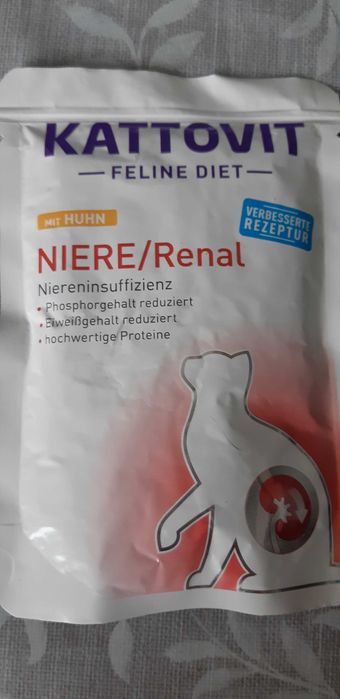 KATTOVIT
FELINE DIET
MIT HUHN
VERBESSERTE
REZEPTUR
NIERE/Renal
Niereninsuffizienz
• Phosphorgehalt reduziert
• Eiweißgehalt reduziert
• hochwertige Proteine